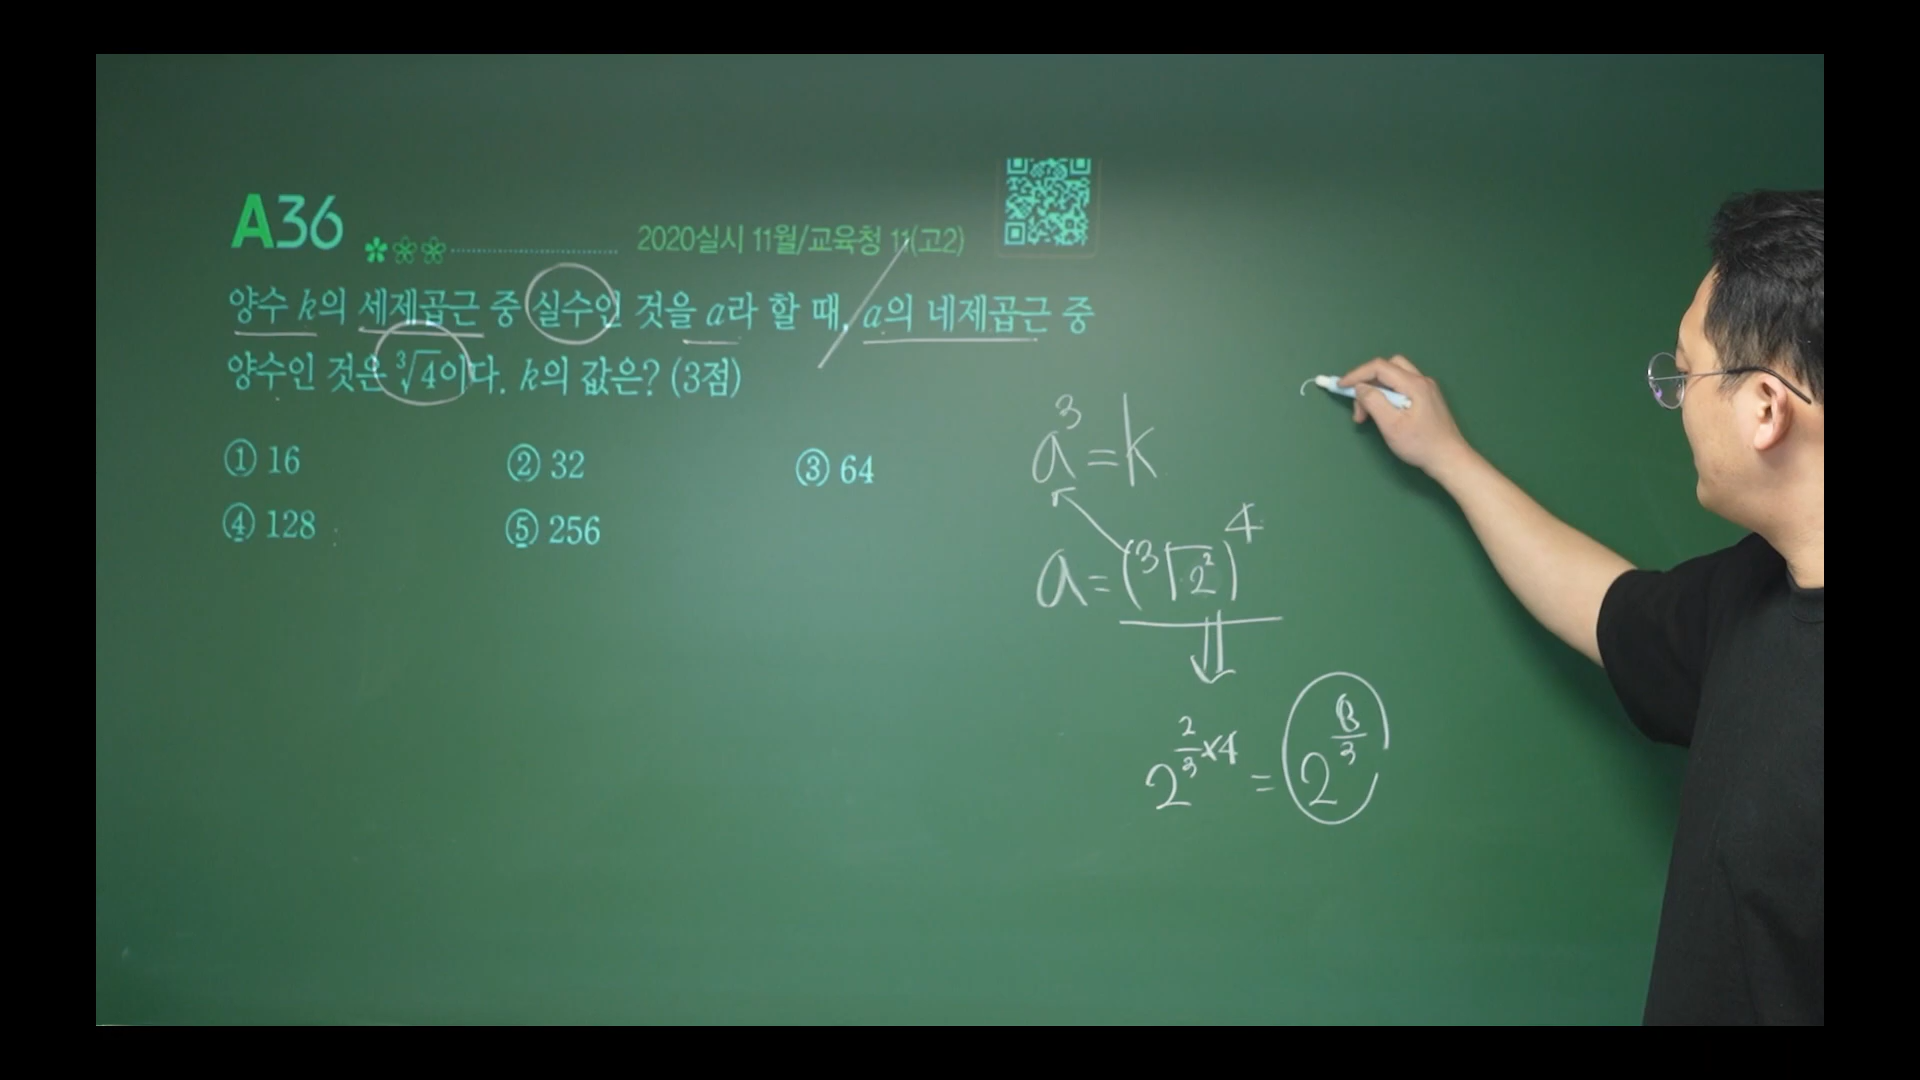 A36
2020실시 11월/교육청 11(고2)
양수 k의 세제곱근 중 실수인 것을 a라 할 때, a의 네제곱근 중
양수인 것은 ³√4이다. k의 값은? (3점)
① 16 ② 32 ③ 64
④ 128 ⑤ 256
a³=k
a=(³√2²)⁴
2^(2/3×4) = 2^(8/3)